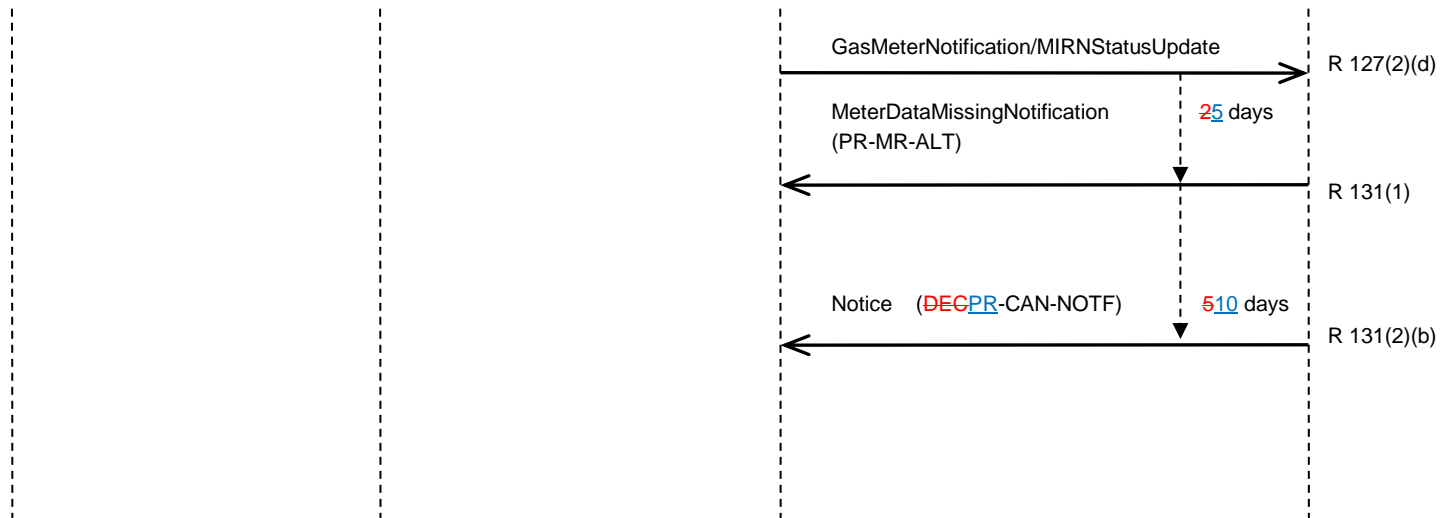 GasMeterNotification/MIRNStatusUpdate
R 127(2)(d)
MeterDataMissingNotification
25 days
(PR-MR-ALT)
R 131(1)
Notice (DECPR-CAN-NOTF)
510 days
R 131(2)(b)